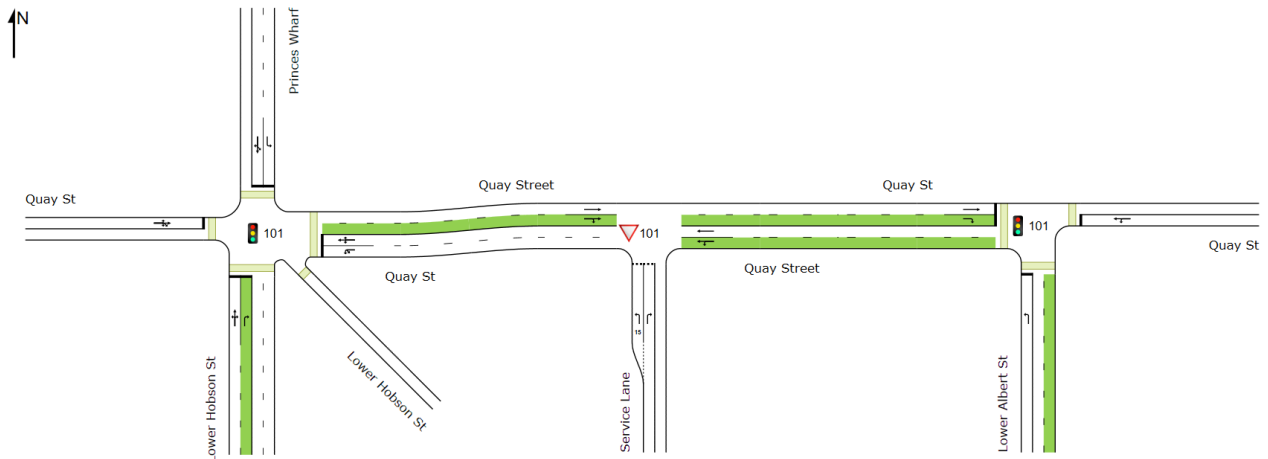 N
Princes Wharf
Quay St
Quay Street
Quay St
101
101
101
Quay St
Quay St
Quay Street
15
Lower Hobson St
Lower Hobson St
Service Lane
Lower Albert St